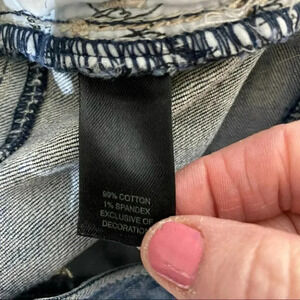 99% COTTON
1% SPANDEX
EXCLUSIVE OF
DECORATION